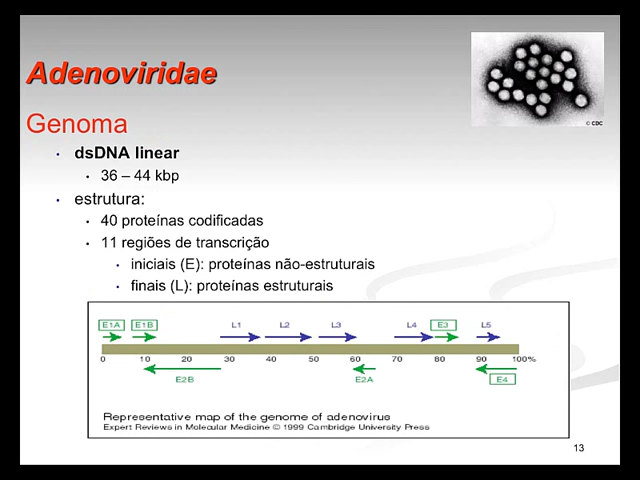 Adenoviridae
© CDC
Genoma
• dsDNA linear
• 36 – 44 kbp
• estrutura:
• 40 proteínas codificadas
• 11 regiões de transcrição
• iniciais (E): proteínas não-estruturais
• finais (L): proteínas estruturais
E1A E1B L1 L2 L3 L4 E3 L5
0 10 20 30 40 50 60 70 80 90 100%
E2B E2A E4
Representative map of the genome of adenovirus
Expert Reviews in Molecular Medicine © 1999 Cambridge University Press
13